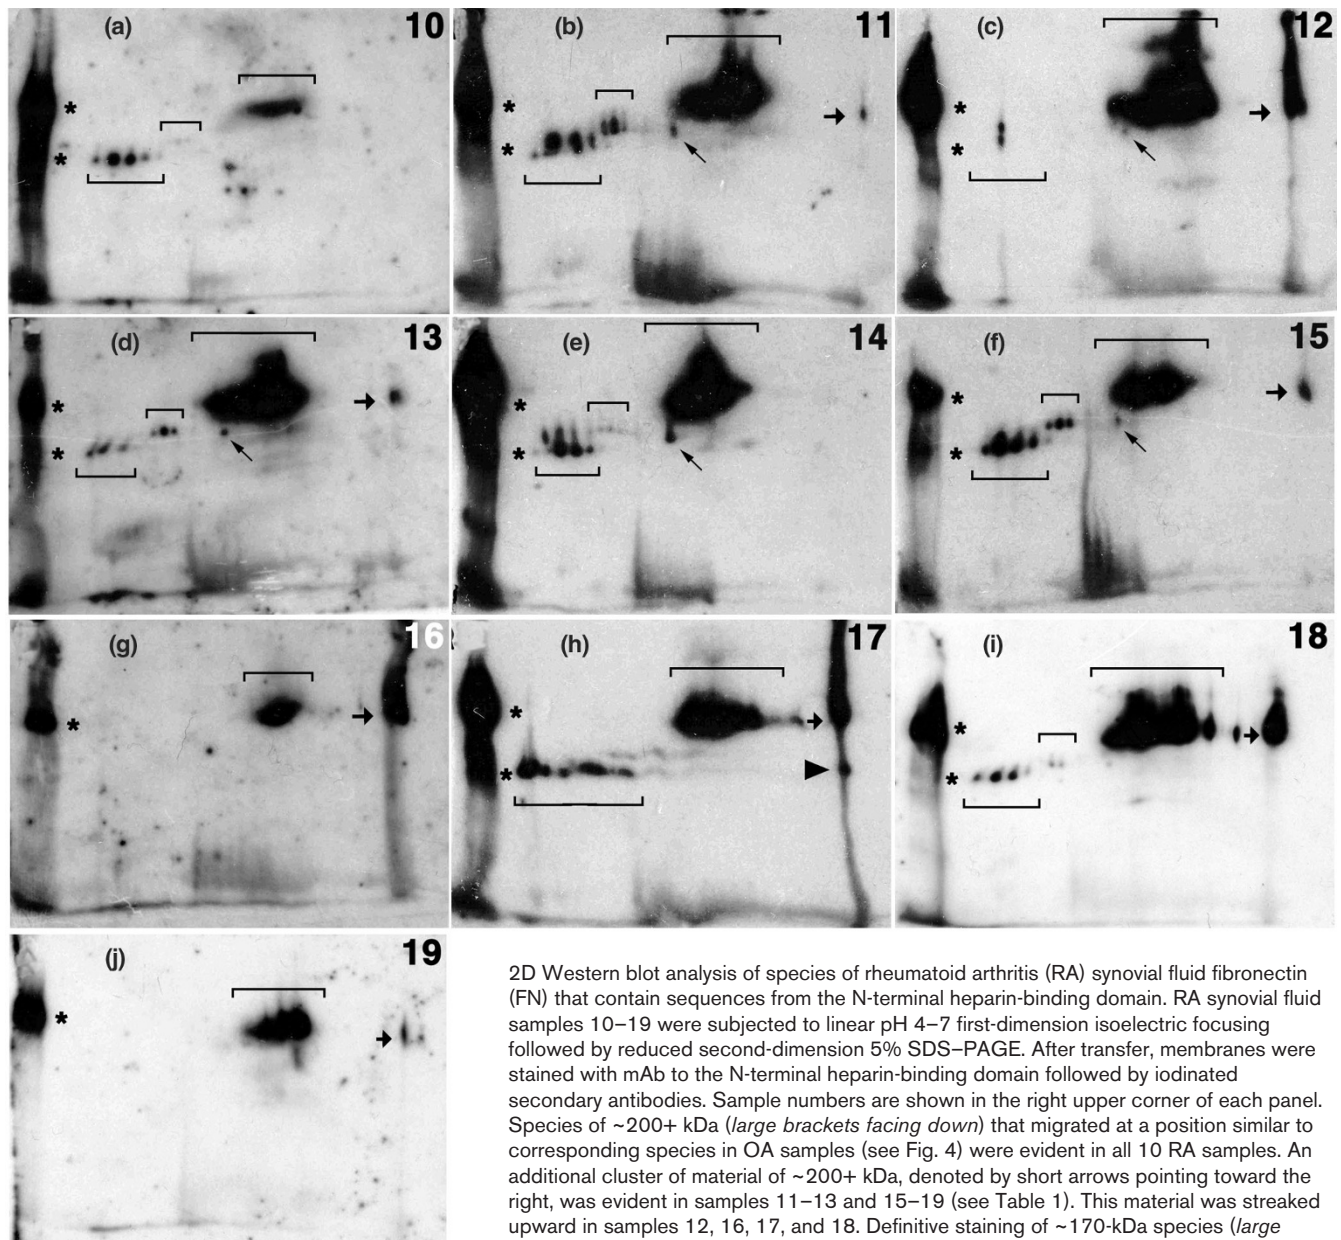 (a) 10
(b) 11
(c) 12
*
*
*
*
*
*
(d) 13
(e) 14
(f) 15
*
*
*
*
*
*
(g) 16
(h) 17
(i) 18
*
*
*
*
*
(j) 19
*
2D Western blot analysis of species of rheumatoid arthritis (RA) synovial fluid fibronectin
(FN) that contain sequences from the N-terminal heparin-binding domain. RA synovial fluid
samples 10–19 were subjected to linear pH 4–7 first-dimension isoelectric focusing
followed by reduced second-dimension 5% SDS–PAGE. After transfer, membranes were
stained with mAb to the N-terminal heparin-binding domain followed by iodinated
secondary antibodies. Sample numbers are shown in the right upper corner of each panel.
Species of ~200+ kDa (large brackets facing down) that migrated at a position similar to
corresponding species in OA samples (see Fig. 4) were evident in all 10 RA samples. An
additional cluster of material of ~200+ kDa, denoted by short arrows pointing toward the
right, was evident in samples 11–13 and 15–19 (see Table 1). This material was streaked
upward in samples 12, 16, 17, and 18. Definitive staining of ~170-kDa species (large